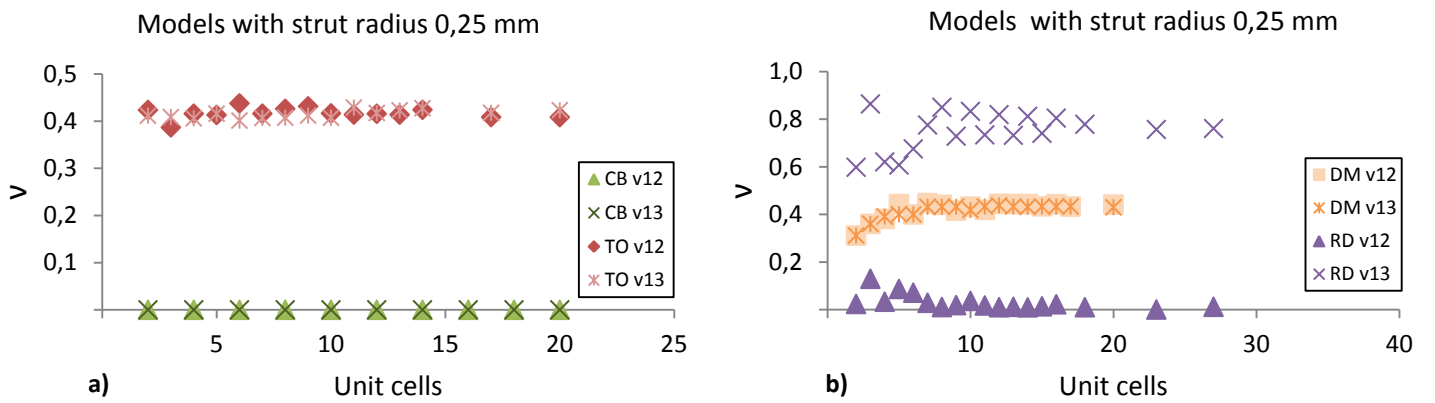 Models with strut radius 0,25 mm
0,5
0,4
0,3
0,2
0,1
ν
5
10
15
20
25
Unit cells
CB v12
CB v13
TO v12
TO v13
a)
Models with strut radius 0,25 mm
1,0
0,8
0,6
0,4
0,2
ν
10
20
30
40
Unit cells
DM v12
DM v13
RD v12
RD v13
b)